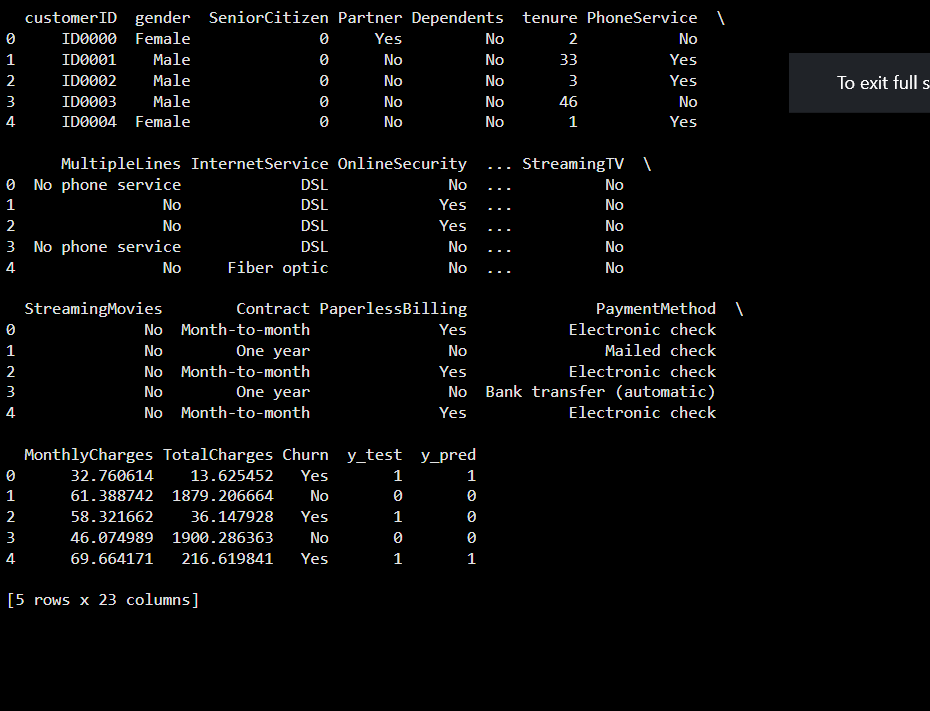 customerID  gender  SeniorCitizen Partner Dependents  tenure PhoneService  \
0     ID0000  Female              0     Yes         No       2           No
1     ID0001    Male              0      No         No      33          Yes
To exit full s
2     ID0002    Male              0      No         No       3          Yes
3     ID0003    Male              0      No         No      46           No
4     ID0004  Female              0      No         No       1          Yes
      MultipleLines InternetService OnlineSecurity  ... StreamingTV  \
0  No phone service             DSL             No  ...          No
1                No             DSL            Yes  ...          No
2                No             DSL            Yes  ...          No
3  No phone service             DSL             No  ...          No
4                No     Fiber optic             No  ...          No
  StreamingMovies        Contract PaperlessBilling              PaymentMethod  \
0              No  Month-to-month              Yes           Electronic check
1              No        One year               No               Mailed check
2              No  Month-to-month              Yes           Electronic check
3              No        One year               No  Bank transfer (automatic)
4              No  Month-to-month              Yes           Electronic check
  MonthlyCharges TotalCharges Churn  y_test  y_pred
0      32.760614    13.625452   Yes       1       1
1      61.388742  1879.206664    No       0       0
2      58.321662    36.147928   Yes       1       0
3      46.074989  1900.286363    No       0       0
4      69.664171   216.619841   Yes       1       1
[5 rows x 23 columns]